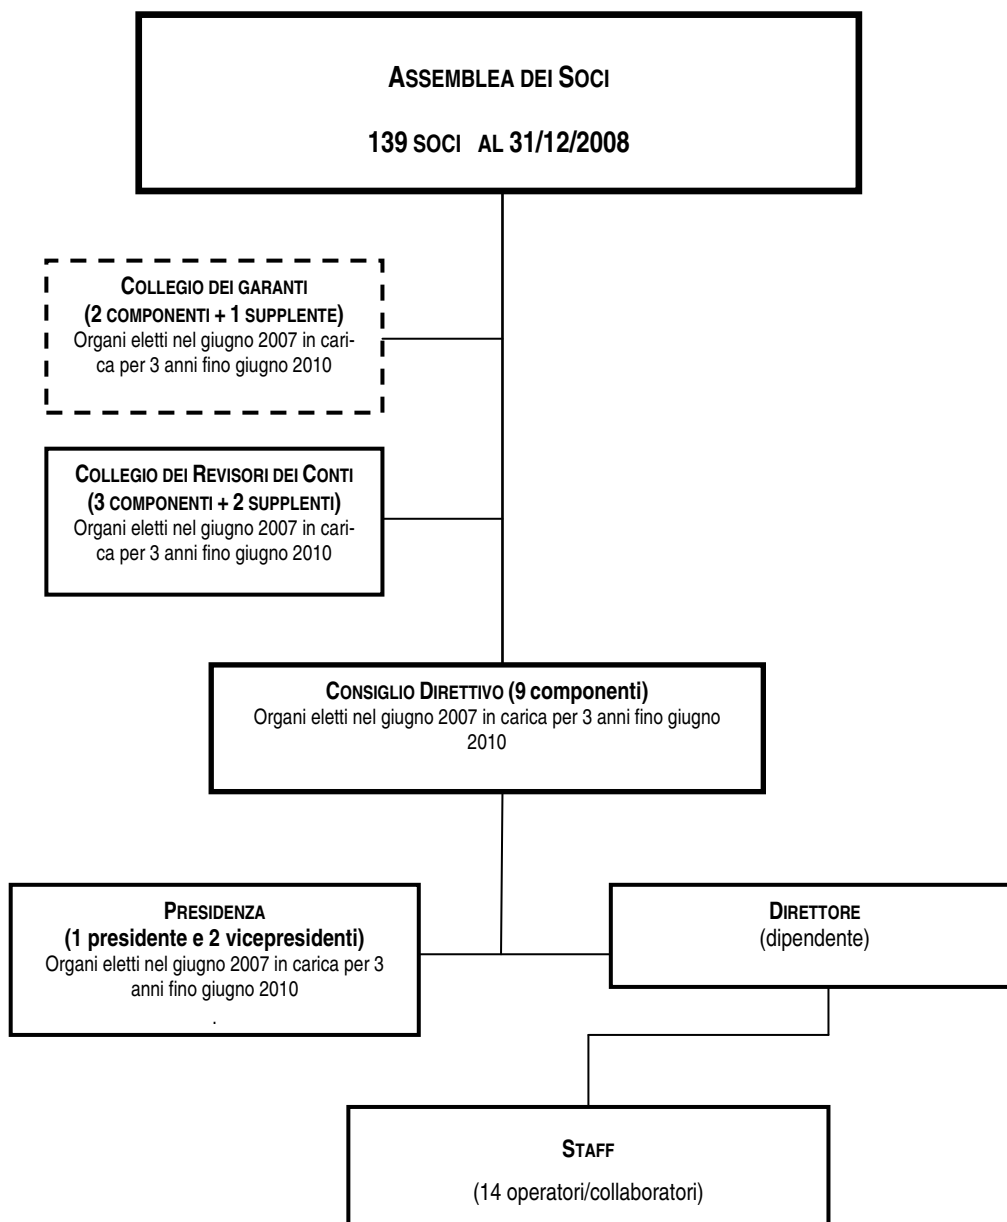 ASSEMBLEA DEI SOCI
139 SOCI AL 31/12/2008
COLLEGIO DEI GARANTI
(2 COMPONENTI + 1 SUPPLENTE)
Organi eletti nel giugno 2007 in cari-
ca per 3 anni fino giugno 2010
COLLEGIO DEI REVISORI DEI CONTI
(3 COMPONENTI + 2 SUPPLENTI)
Organi eletti nel giugno 2007 in cari-
ca per 3 anni fino giugno 2010
CONSIGLIO DIRETTIVO (9 componenti)
Organi eletti nel giugno 2007 in carica per 3 anni fino giugno
2010
PRESIDENZA
(1 presidente e 2 vicepresidenti)
Organi eletti nel giugno 2007 in carica per 3
anni fino giugno 2010
.
DIRETTORE
(dipendente)
STAFF
(14 operatori/collaboratori)